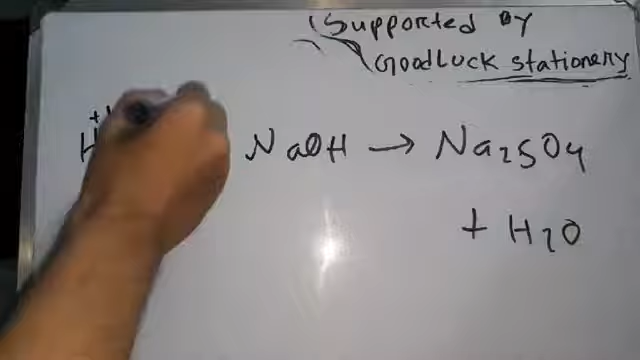 Supported by
Goodluck stationery
NaOH → Na2SO4
+ H2O